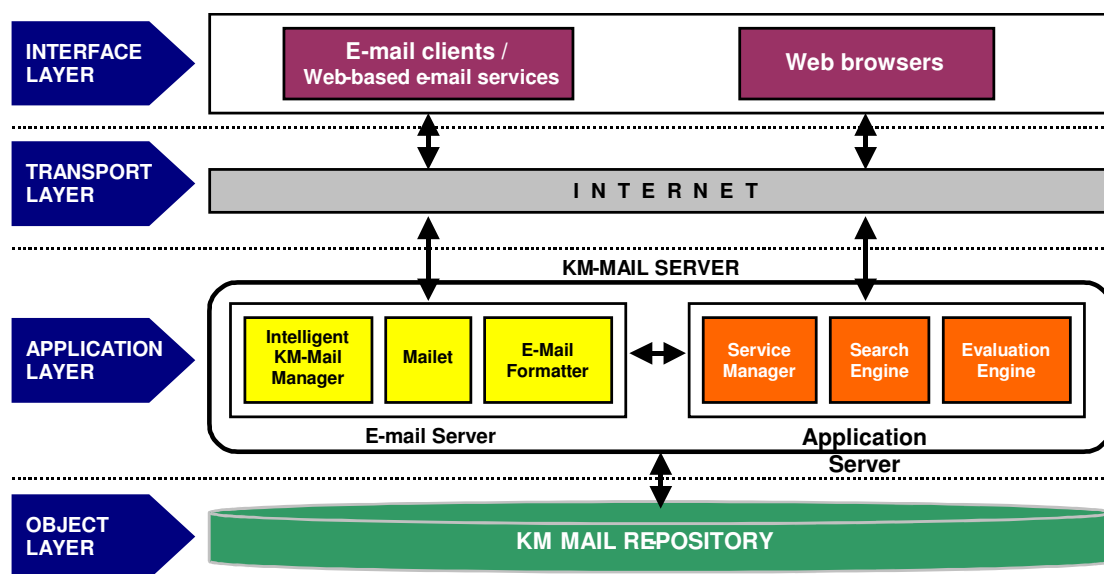 INTERFACE
LAYER
E-mail clients /
Web-based e-mail services
Web browsers
TRANSPORT
LAYER
I N T E R N E T
KM-MAIL SERVER
APPLICATION
LAYER
Intelligent
KM-Mail
Manager
Mailet
E-Mail
Formatter
Service
Manager
Search
Engine
Evaluation
Engine
E-mail Server
Application
Server
OBJECT
LAYER
KM MAIL REPOSITORY